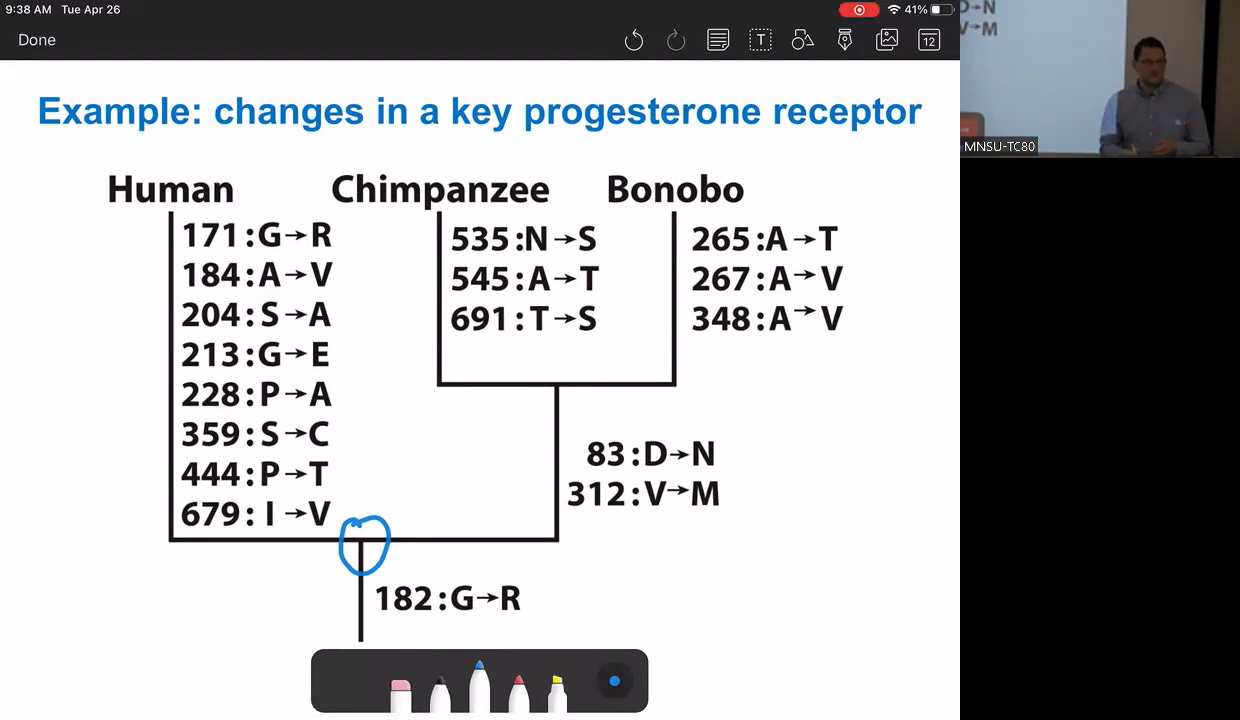 9:38 AM Tue Apr 26
41%
Done
T
12
D→N
V→M
MNSU-TC80
Example: changes in a key progesterone receptor
Human Chimpanzee Bonobo
171:G→R
184:A→V
204:S→A
213:G→E
228:P→A
359:S→C
444:P→T
679:I→V
535:N→S
545:A→T
691:T→S
265:A→T
267:A→V
348:A→V
83:D→N
312:V→M
182:G→R